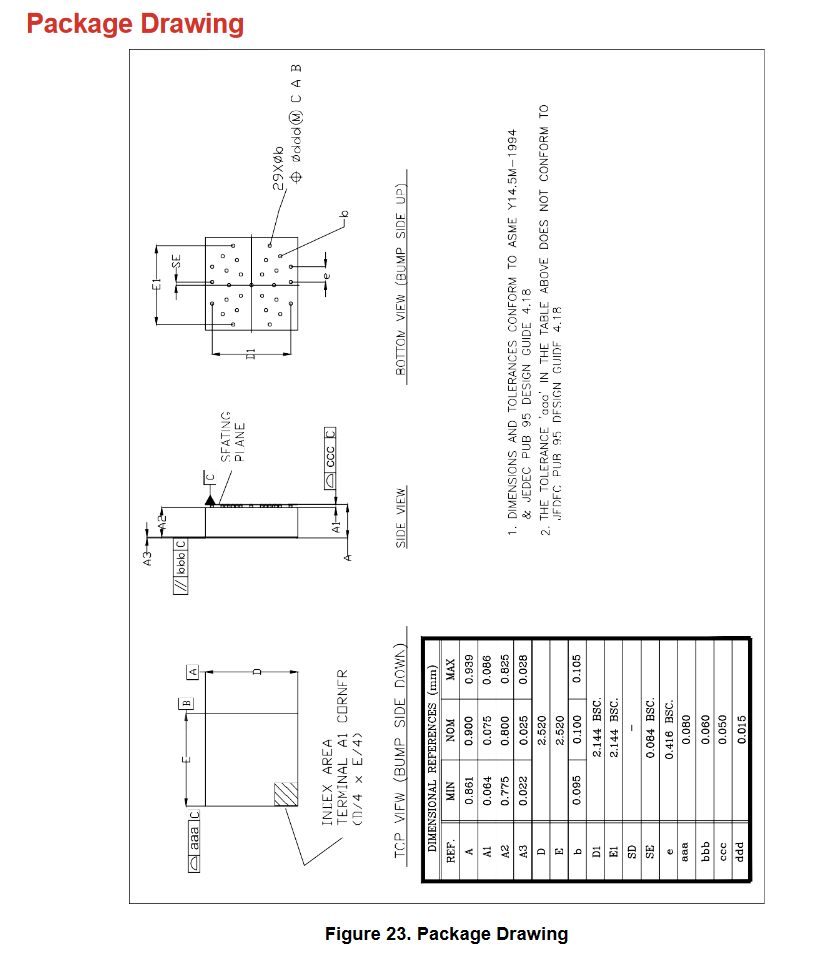 Package Drawing
⌓ aaa C
E
B
A
D
INDEX AREA
TERMINAL A1 CORNER
(D/4 x E/4)
TOP VIEW (BUMP SIDE DOWN)
A3
// bbb C
A2
C
SEATING
PLANE
A1
A
⌓ ccc C
SIDE VIEW
E1
SE
D1
e
b
29XØb
⌖ Øddd Ⓜ C A B
BOTTOM VIEW (BUMP SIDE UP)
DIMENSIONAL REFERENCES (mm)
REF. MIN NOM MAX
A 0.861 0.900 0.939
A1 0.064 0.075 0.086
A2 0.775 0.800 0.825
A3 0.022 0.025 0.028
D 2.520
E 2.520
b 0.095 0.100 0.105
D1 2.144 BSC.
E1 2.144 BSC.
SD –
SE 0.084 BSC.
e 0.416 BSC.
aaa 0.080
bbb 0.060
ccc 0.050
ddd 0.015
1. DIMENSIONS AND TOLERANCES CONFORM TO ASME Y14.5M-1994
& JEDEC PUB 95 DESIGN GUIDE 4.18
2. THE TOLERANCE 'aaa' IN THE TABLE ABOVE DOES NOT CONFORM TO
JEDEC PUB 95 DESIGN GUIDE 4.18
Figure 23. Package Drawing